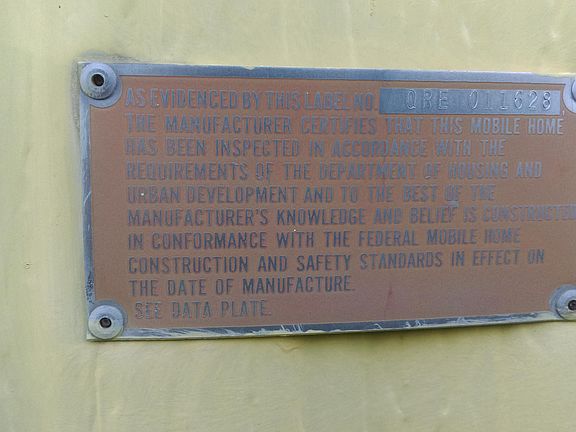 AS EVIDENCED BY THIS LABEL NO. ORE 011628
THE MANUFACTURER CERTIFIES THAT THIS MOBILE HOME
HAS BEEN INSPECTED IN ACCORDANCE WITH THE
REQUIREMENTS OF THE DEPARTMENT OF HOUSING AND
URBAN DEVELOPMENT AND TO THE BEST OF THE
MANUFACTURER'S KNOWLEDGE AND BELIEF IS CONSTRUCTED
IN CONFORMANCE WITH THE FEDERAL MOBILE HOME
CONSTRUCTION AND SAFETY STANDARDS IN EFFECT ON
THE DATE OF MANUFACTURE.
SEE DATA PLATE.